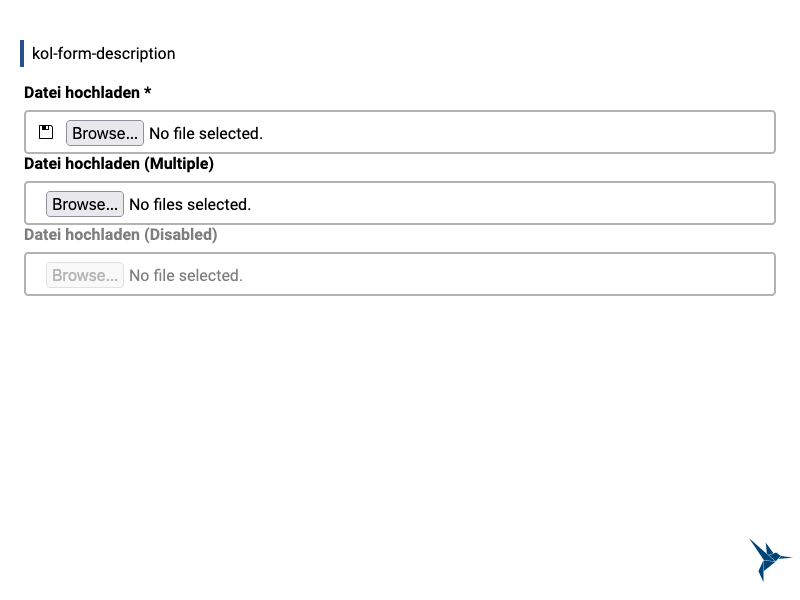 kol-form-description
Datei hochladen *
Browse... No file selected.
Datei hochladen (Multiple)
Browse... No files selected.
Datei hochladen (Disabled)
Browse... No file selected.